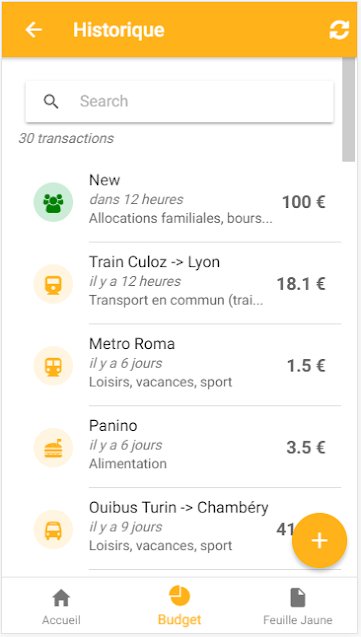 Historique
Search
30 transactions
New
dans 12 heures
100 €
Allocations familiales, bours...
Train Culoz -> Lyon
il y a 12 heures
18.1 €
Transport en commun (trai...
Metro Roma
il y a 6 jours
1.5 €
Loisirs, vacances, sport
Panino
il y a 6 jours
3.5 €
Alimentation
Ouibus Turin -> Chambéry
il y a 9 jours
41
Loisirs, vacances, sport
Accueil
Budget
Feuille Jaune